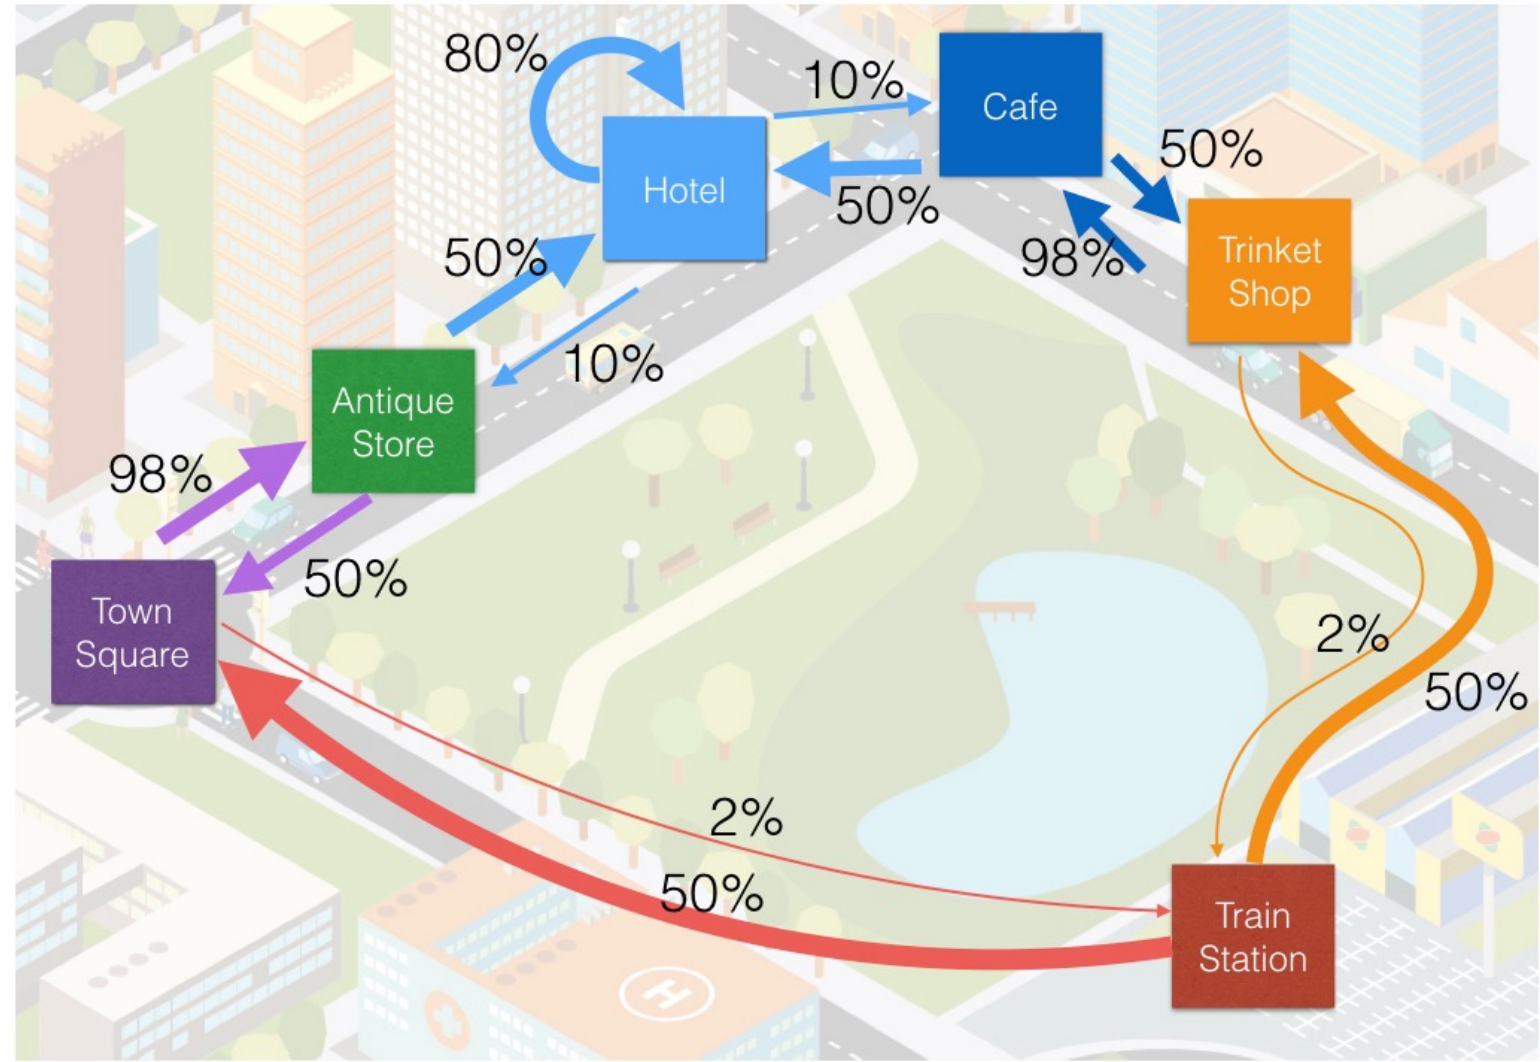 80%
10%
Cafe
50%
Hotel
50%
98%
Trinket
Shop
50%
10%
Antique
Store
98%
50%
Town
Square
2%
50%
2%
50%
Train
Station
H